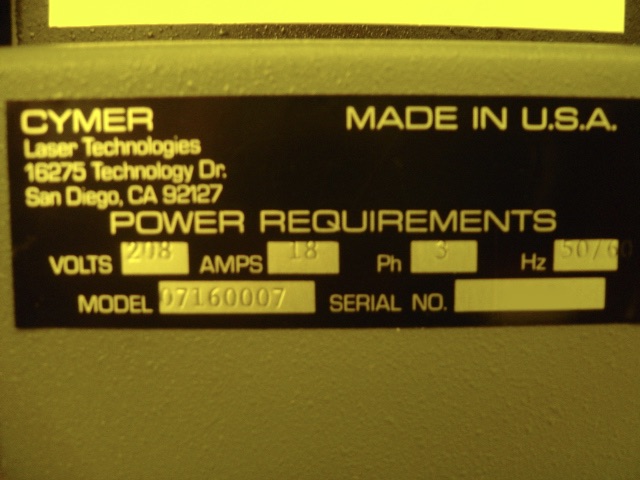 CYMER MADE IN U.S.A.
Laser Technologies
16275 Technology Dr.
San Diego, CA 92127
POWER REQUIREMENTS
VOLTS 208 AMPS 18 Ph 3 Hz 50/60
MODEL 07160007 SERIAL NO.